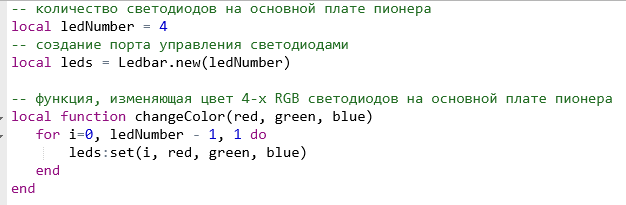 -- количество светодиодов на основной плате пионера
local ledNumber = 4
-- создание порта управления светодиодами
local leds = Ledbar.new(ledNumber)

-- функция, изменяющая цвет 4-х RGB светодиодов на основной плате пионера
local function changeColor(red, green, blue)
    for i=0, ledNumber - 1, 1 do
        leds:set(i, red, green, blue)
    end
end